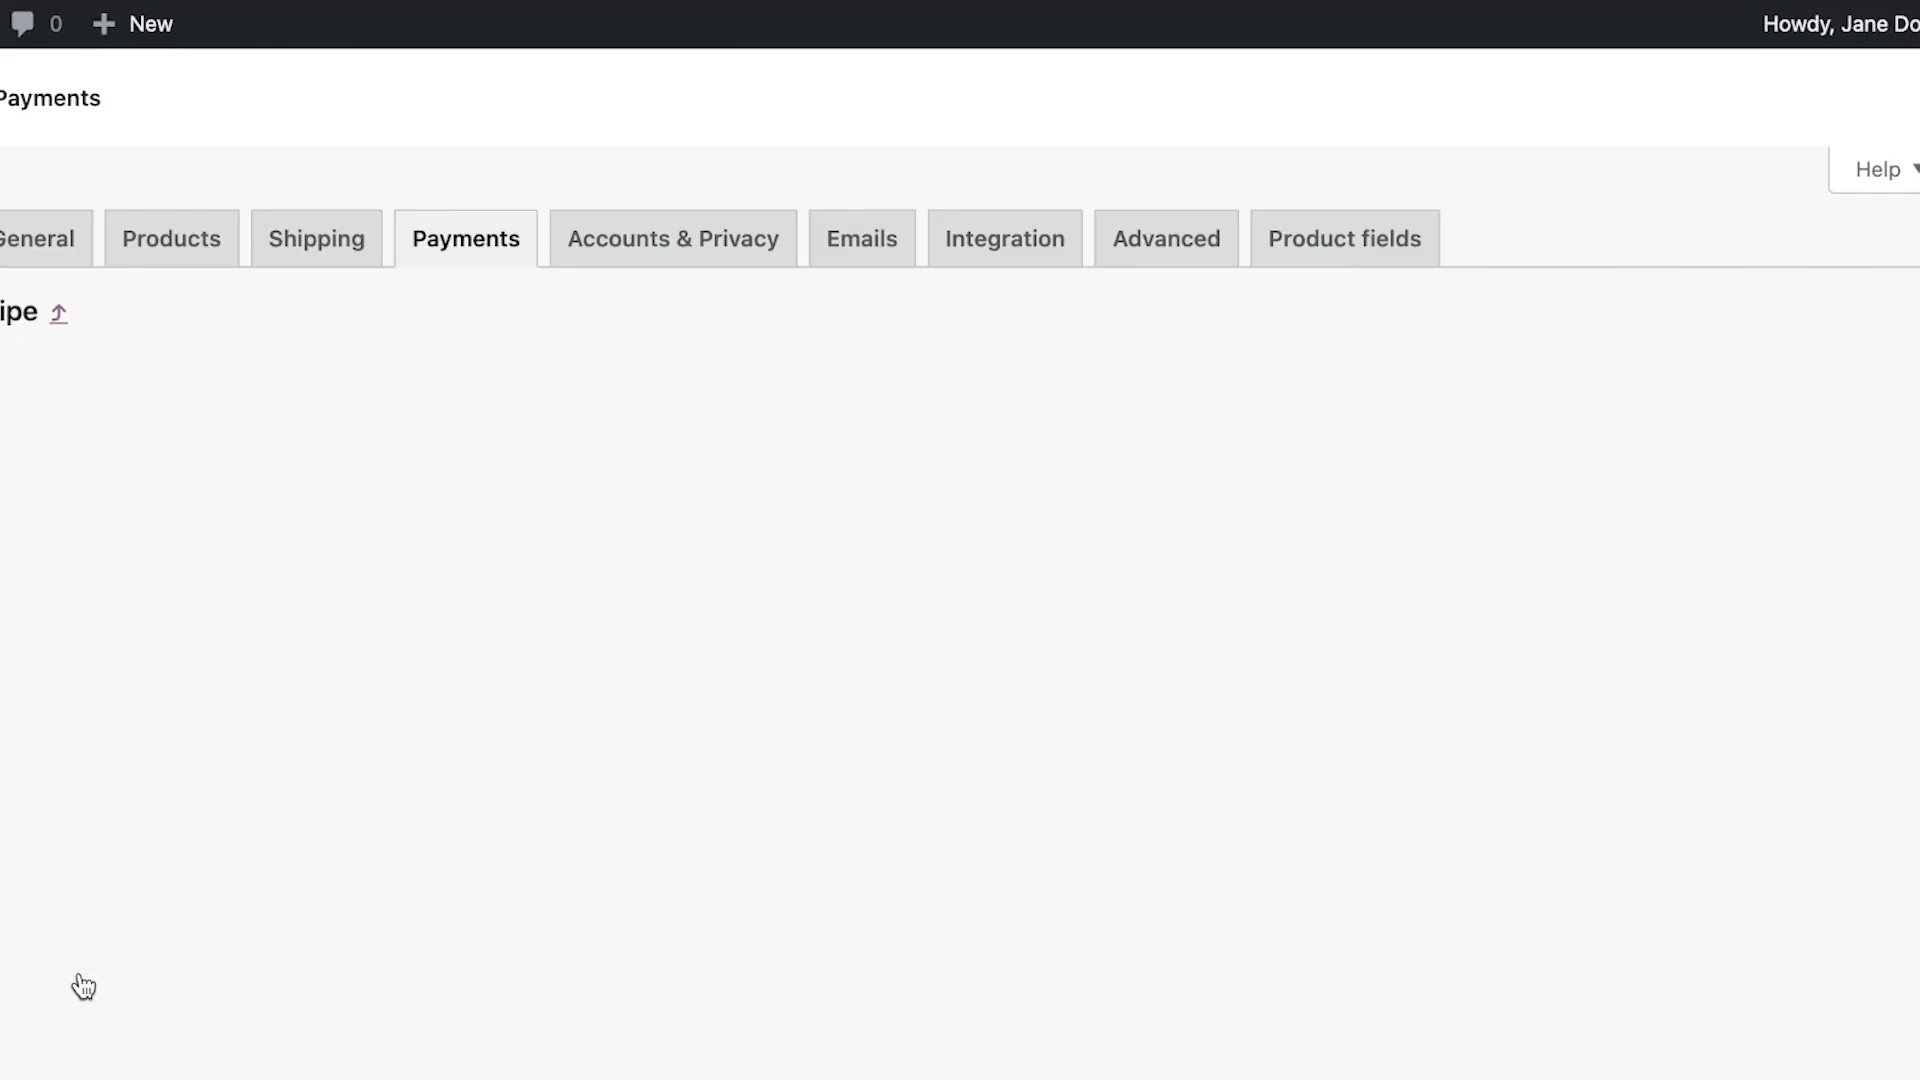 0 New Howdy, Jane Do
Payments
Help
General Products Shipping Payments Accounts & Privacy Emails Integration Advanced Product fields
ipe